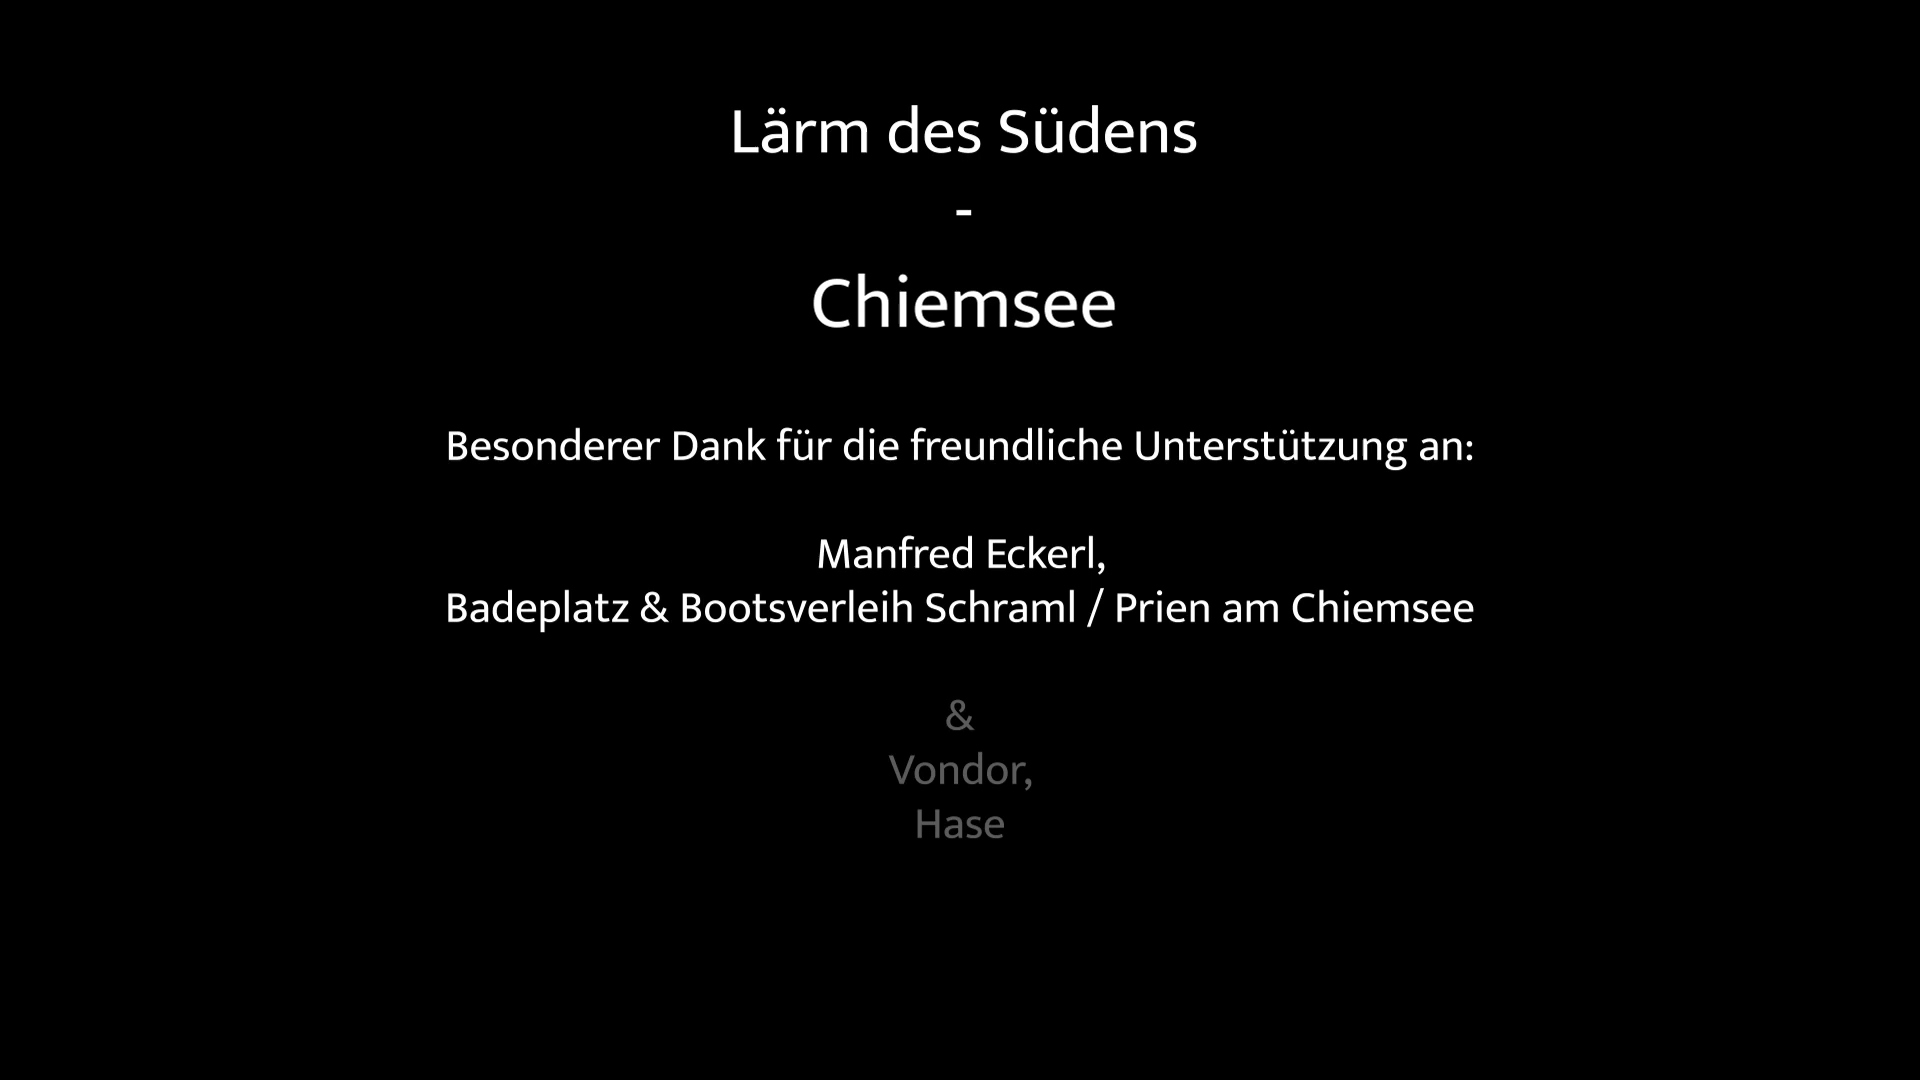 Lärm des Südens
-
Chiemsee
Besonderer Dank für die freundliche Unterstützung an:
Manfred Eckerl,
Badeplatz & Bootsverleih Schraml / Prien am Chiemsee
&
Vondor,
Hase